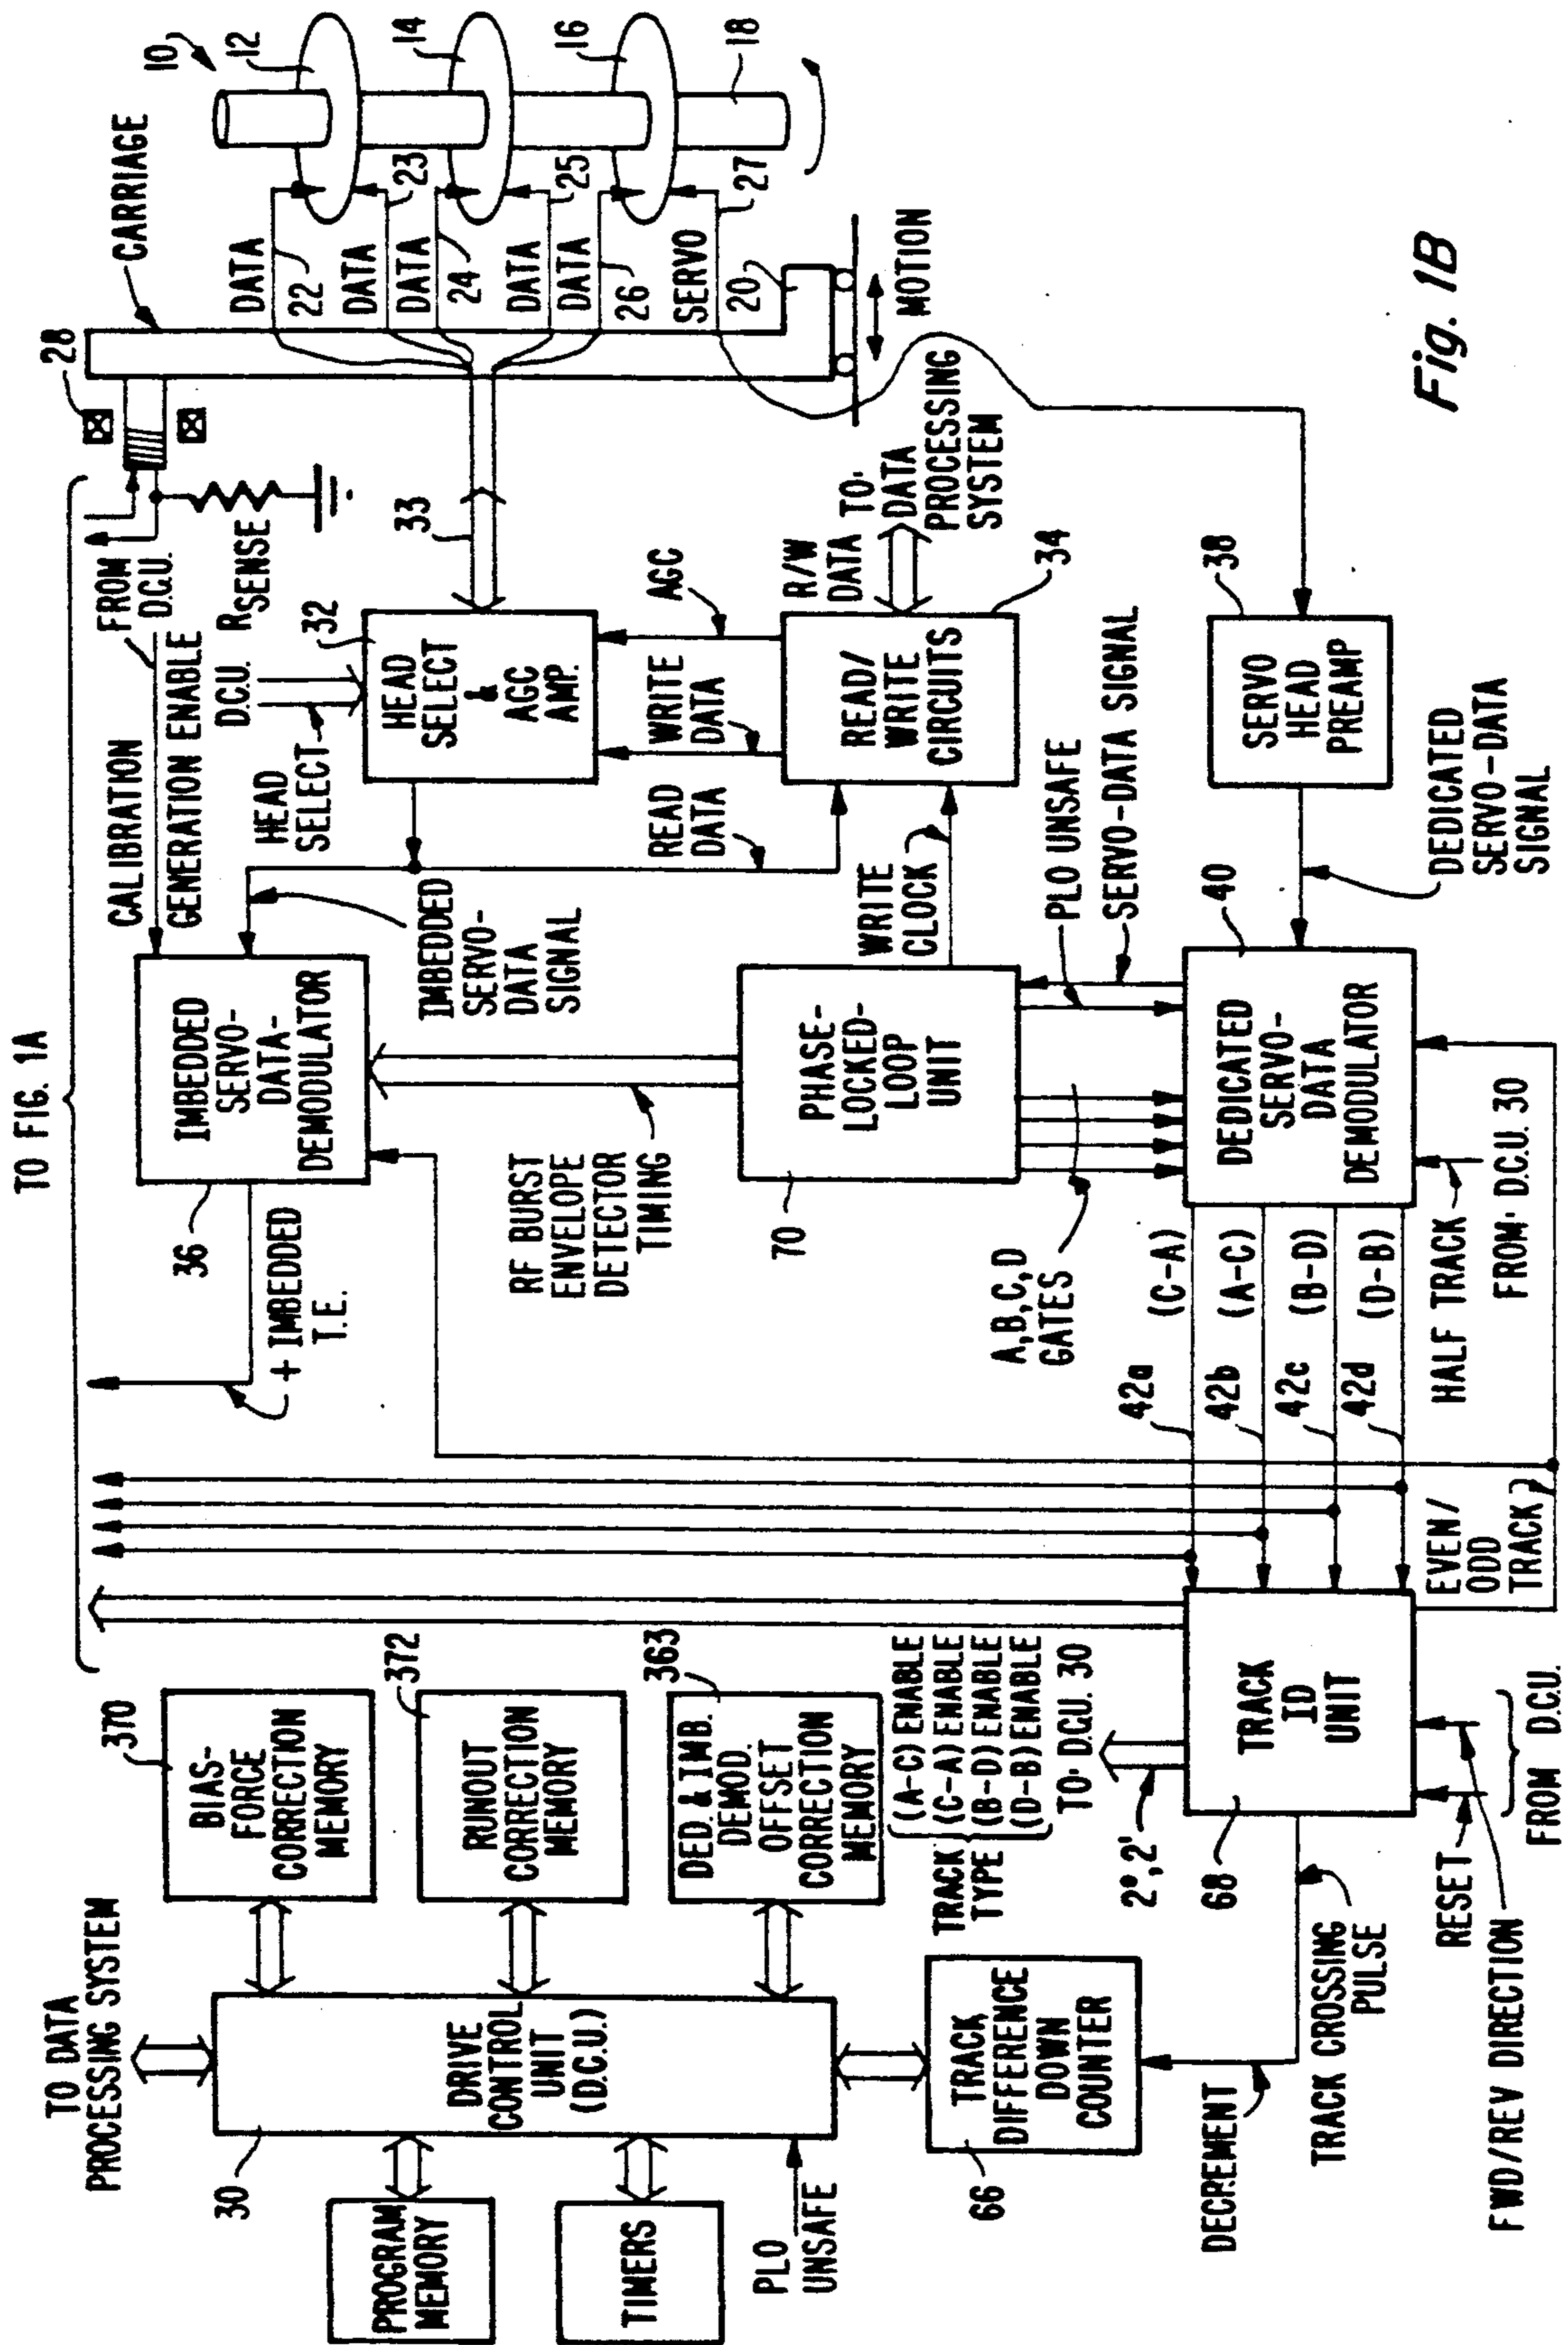 TO FIG. 1A
TO DATA
PROCESSING SYSTEM
30
PROGRAM
MEMORY
TIMERS
PLO
UNSAFE
DRIVE
CONTROL
UNIT
(D.C.U.)
370
BIAS-
FORCE
CORRECTION
MEMORY
372
RUNOUT
CORRECTION
MEMORY
363
DED. & IMB.
DEMOD.
OFFSET
CORRECTION
MEMORY
66
TRACK
DIFFERENCE
DOWN
COUNTER
DECREMENT
TRACK CROSSING
PULSE
TRACK
TYPE
(A-C) ENABLE
(C-A) ENABLE
(B-D) ENABLE
(D-B) ENABLE
TO D.C.U. 30
2°, 2'
68
TRACK
ID
UNIT
RESET
FWD/REV DIRECTION
FROM D.C.U.
EVEN/
ODD
TRACK
42a
42b
42c
42d
(C-A)
(A-C)
(B-D)
(D-B)
HALF TRACK
FROM D.C.U. 30
+ IMBEDDED
T.E.
36
IMBEDDED
SERVO-
DATA-
DEMODULATOR
RF BURST
ENVELOPE
DETECTOR
TIMING
70
PHASE-
LOCKED-
LOOP
UNIT
A,B,C,D
GATES
DEDICATED
SERVO-
DATA
DEMODULATOR
40
PLO UNSAFE
SERVO-DATA SIGNAL
WRITE
CLOCK
IMBEDDED
SERVO-
DATA
SIGNAL
READ
DATA
CALIBRATION
GENERATION ENABLE
FROM
D.C.U.
HEAD
SELECT
D.C.U.
RSENSE
32
HEAD
SELECT
&
AGC
AMP.
33
WRITE
DATA
AGC
READ/
WRITE
CIRCUITS
34
R/W
DATA
TO
DATA
PROCESSING
SYSTEM
38
SERVO
HEAD
PREAMP
DEDICATED
SERVO-DATA
SIGNAL
28
CARRIAGE
DATA
22
DATA
23
DATA
24
DATA
25
DATA
26
SERVO
27
20
MOTION
10
12
14
16
18
Fig. 1B